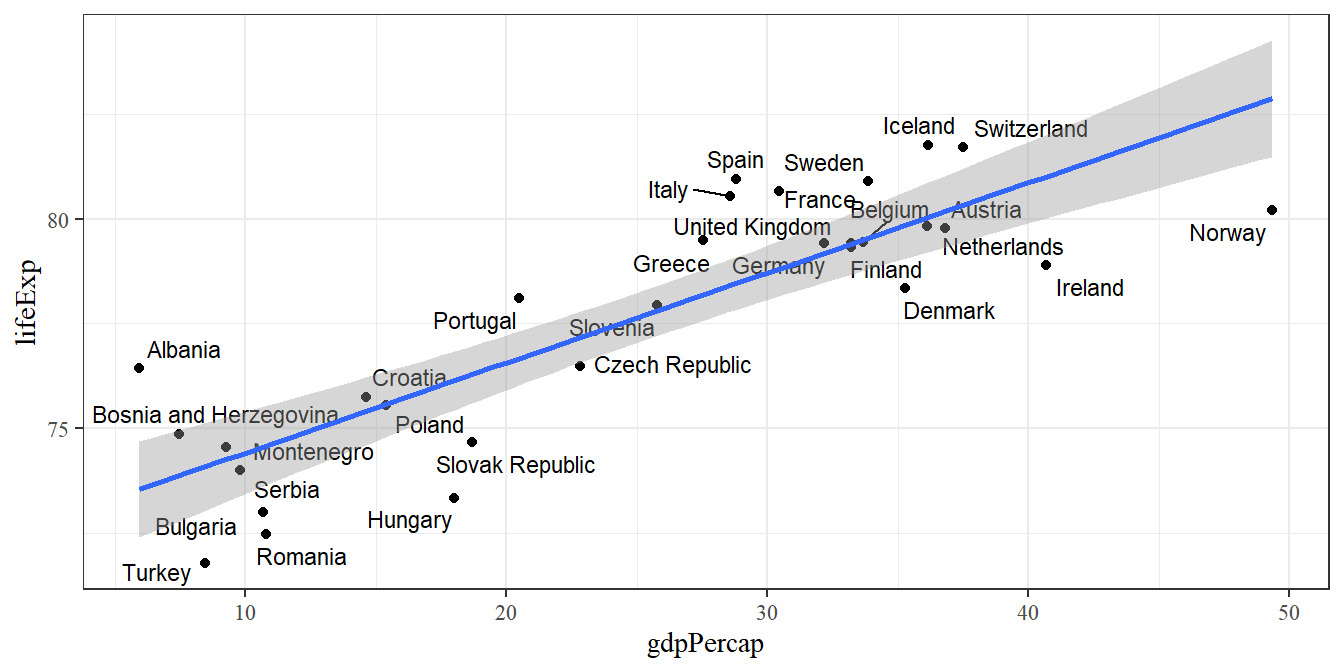 Iceland
Switzerland
Spain
Sweden
Italy
France
Belgium
Austria
United Kingdom
Norway
Netherlands
Greece
Germany
Finland
Ireland
Denmark
Portugal
Slovenia
Albania
Czech Republic
Croatia
Bosnia and Herzegovina
Poland
Montenegro
Slovak Republic
Serbia
Hungary
Bulgaria
Romania
Turkey
80
75
lifeExp
10
20
30
40
50
gdpPercap